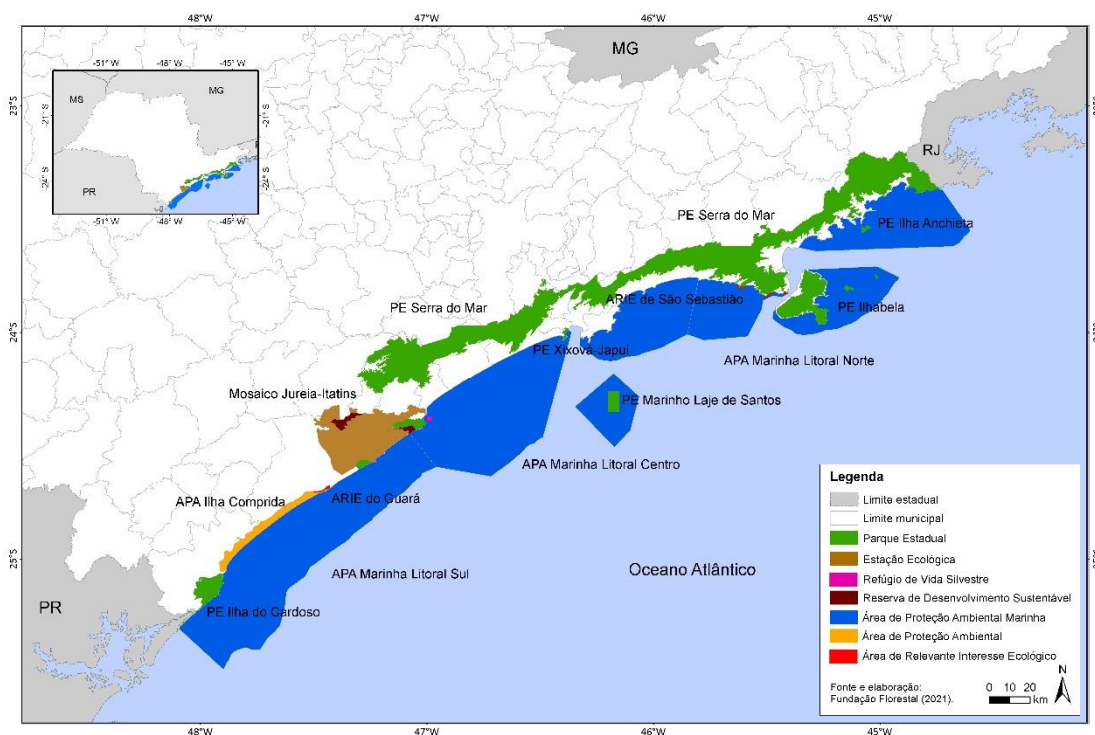 48°W
47°W
46°W
45°W
MG
-51° W
-48° W
-45° W
MS
MG
-21° S
-21° S
-24° S
-24° S
PR
-51° W
-48° W
-45° W
23°S
RJ
PE Serra do Mar
PE Ilha Anchieta
PE Serra do Mar
ARIE de São Sebastião
PE Ilhabela
24°S
PE Xixová-Japuí
APA Marinha Litoral Norte
Mosaico Jureia-Itatins
PE Marinho Laje de Santos
APA Marinha Litoral Centro
APA Ilha Comprida
ARIE do Guará
25°S
APA Marinha Litoral Sul
Oceano Atlântico
PR
PE Ilha do Cardoso
Legenda
Limite estadual
Limite municipal
Parque Estadual
Estação Ecológica
Refúgio de Vida Silvestre
Reserva de Desenvolvimento Sustentável
Área de Proteção Ambiental Marinha
Área de Proteção Ambiental
Área de Relevante Interesse Ecológico
Fonte e elaboração:
Fundação Florestal (2021).
0 10 20
km
N
48°W
47°W
46°W
45°W